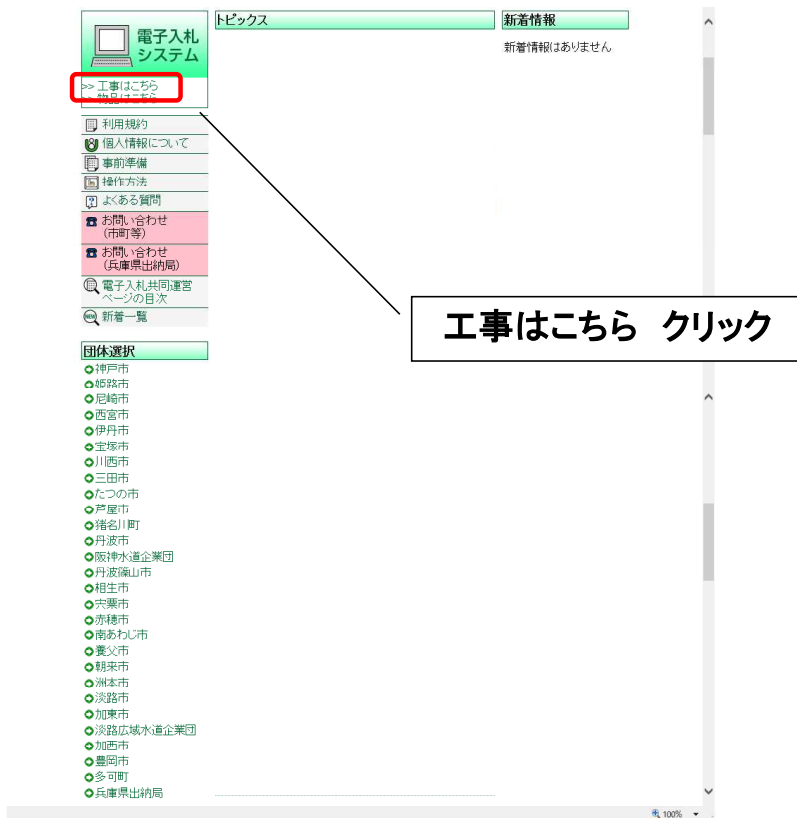 電子入札
システム
>> 工事はこちら
>> 物品はこちら
利用規約
個人情報について
事前準備
操作方法
よくある質問
お問い合わせ
(市町等)
お問い合わせ
(兵庫県出納局)
電子入札共同運営
ページの目次
新着一覧
団体選択
神戸市
姫路市
尼崎市
西宮市
伊丹市
宝塚市
川西市
三田市
たつの市
芦屋市
猪名川町
丹波市
阪神水道企業団
丹波篠山市
相生市
宍粟市
赤穂市
南あわじ市
養父市
朝来市
洲本市
淡路市
加東市
淡路広域水道企業団
加西市
豊岡市
多可町
兵庫県出納局
トピックス
新着情報
新着情報はありません
工事はこちら クリック
100%